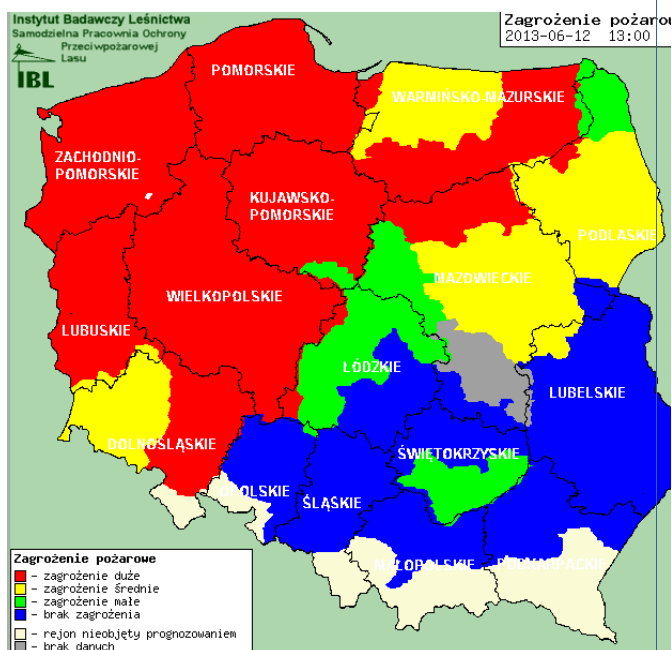 Instytut Badawczy Leśnictwa
Samodzielna Pracownia Ochrony
Przeciwpożarowej
Lasu
IBL
Zagrożenie pożarowe
2013-06-12 13:00
POMORSKIE
WARMIŃSKO-MAZURSKIE
ZACHODNIO-
POMORSKIE
KUJAWSKO-
POMORSKIE
PODLASKIE
MAZOWIECKIE
WIELKOPOLSKIE
LUBUSKIE
ŁÓDZKIE
LUBELSKIE
DOLNOŚLĄSKIE
ŚWIĘTOKRZYSKIE
OPOLSKIE
ŚLĄSKIE
MAŁOPOLSKIE
PODKARPACKIE
Zagrożenie pożarowe
- zagrożenie duże
- zagrożenie średnie
- zagrożenie małe
- brak zagrożenia
- rejon nieobjęty prognozowaniem
- brak danych